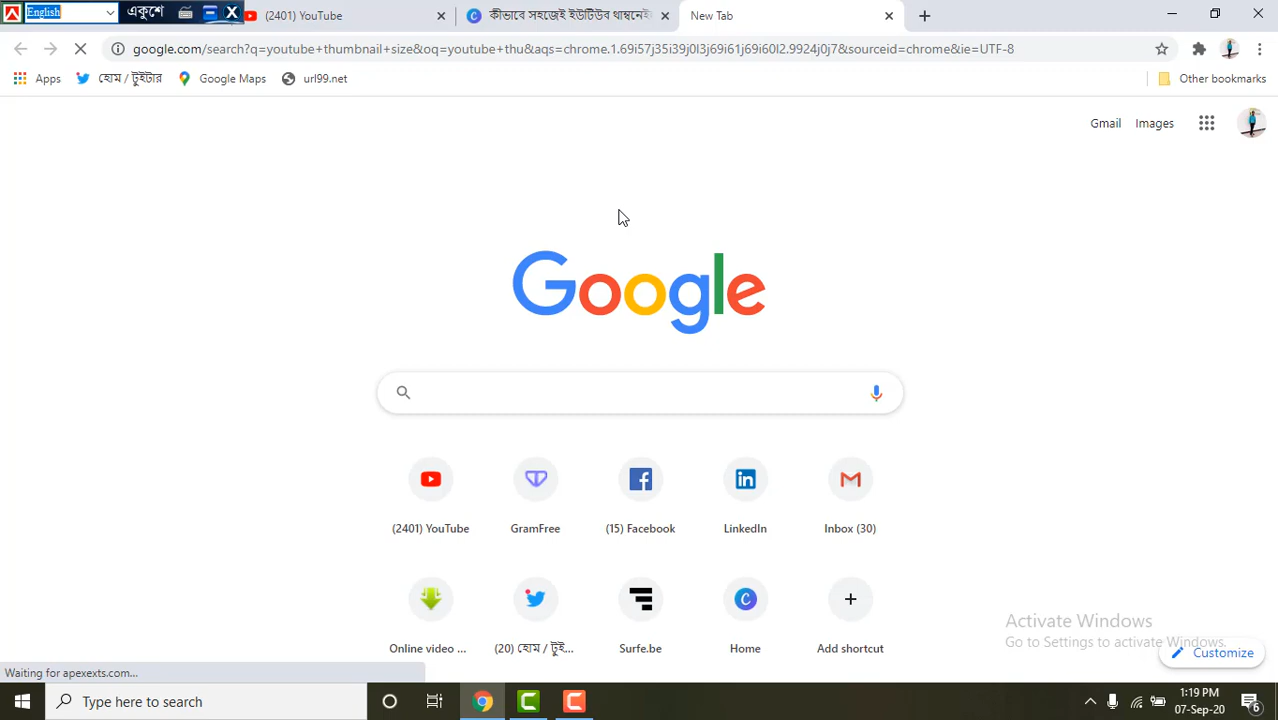 English একুশে
(2401) YouTube কীভাবে সহজেই ইউটিউব থাম্বনেই New Tab
google.com/search?q=youtube+thumbnail+size&oq=youtube+thu&aqs=chrome.1.69i57j35i39j0l3j69i61j69i60l2.9924j0j7&sourceid=chrome&ie=UTF-8
Apps হোম / টুইটার Google Maps url99.net Other bookmarks
Gmail Images
Google
(2401) YouTube GramFree (15) Facebook LinkedIn Inbox (30)
Online video ... (20) হোম / টুই... Surfe.be Home Add shortcut
Activate Windows
Go to Settings to activate Windows.
Customize
Waiting for apexexts.com...
Type here to search
1:19 PM
07-Sep-20
6